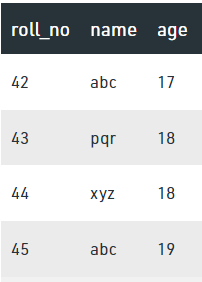 roll_no name age
42 abc 17
43 pqr 18
44 xyz 18
45 abc 19